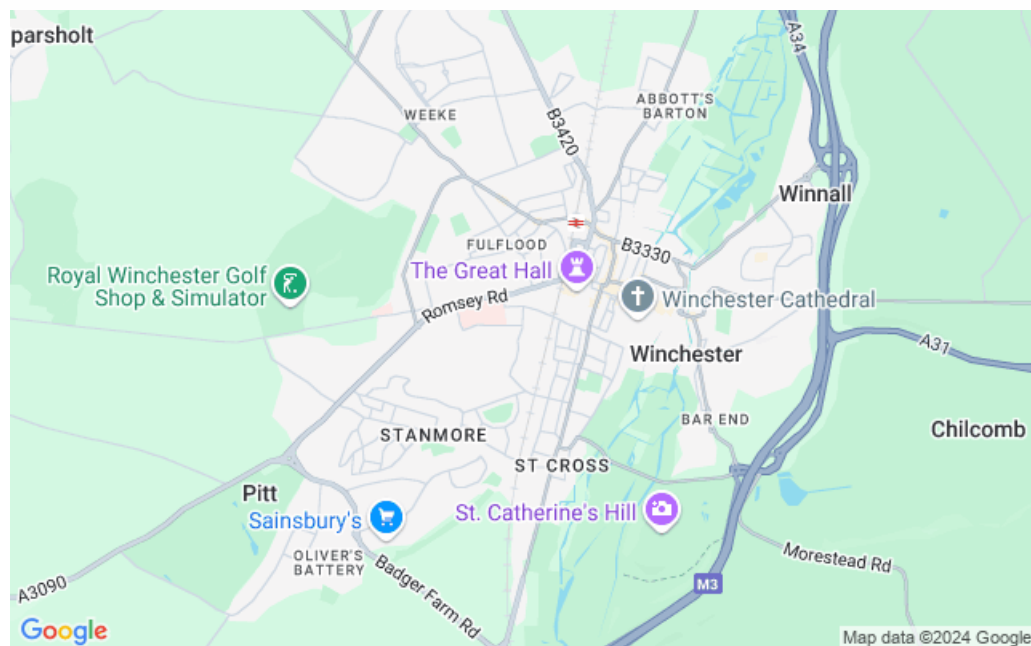 parsholt
A34
ABBOTT'S
BARTON
WEEKE
B3420
Winnall
FULFLOOD
B3330
The Great Hall
Royal Winchester Golf
Shop & Simulator
Romsey Rd
Winchester Cathedral
A31
Winchester
BAR END
Chilcomb
STANMORE
ST CROSS
Pitt
Sainsbury's
St. Catherine's Hill
OLIVER'S
BATTERY
Badger Farm Rd
Morestead Rd
A3090
M3
Google
Map data ©2024 Google